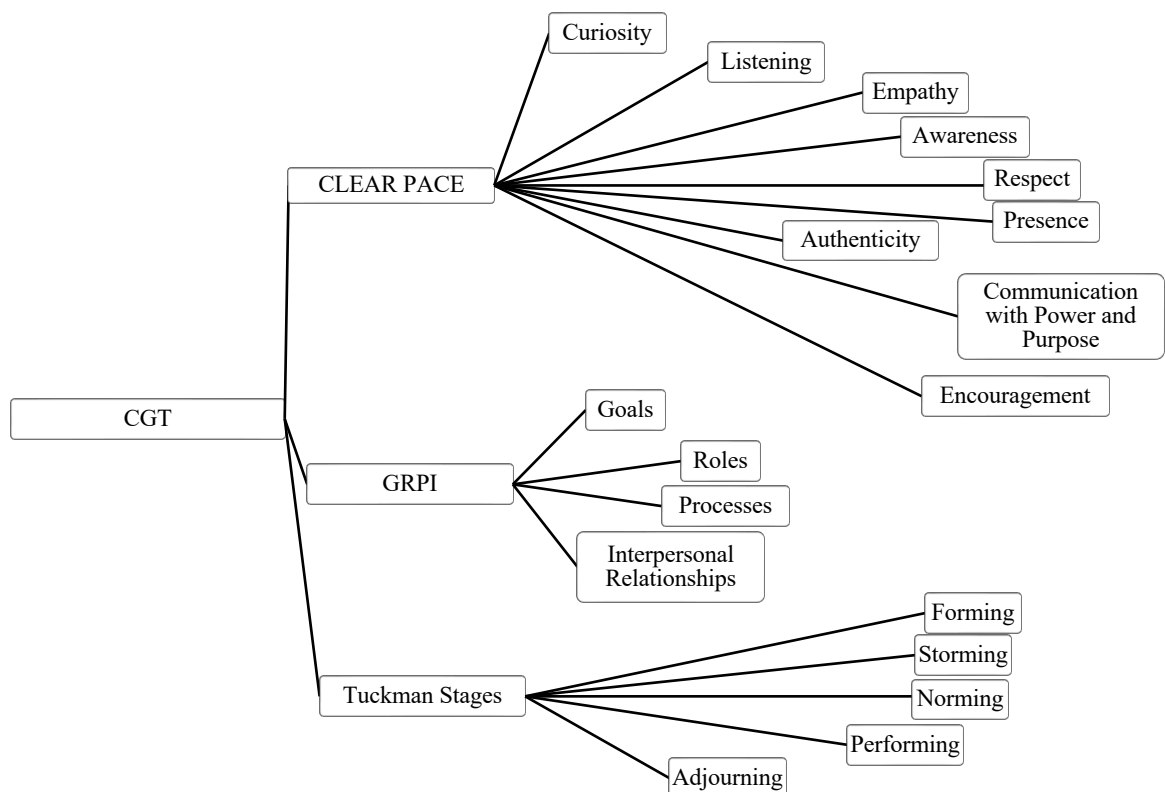 Curiosity
Listening
Empathy
Awareness
CLEAR PACE
Respect
Presence
Authenticity
Communication
with Power and
Purpose
Encouragement
CGT
Goals
Roles
GRPI
Processes
Interpersonal
Relationships
Forming
Storming
Tuckman Stages
Norming
Performing
Adjourning